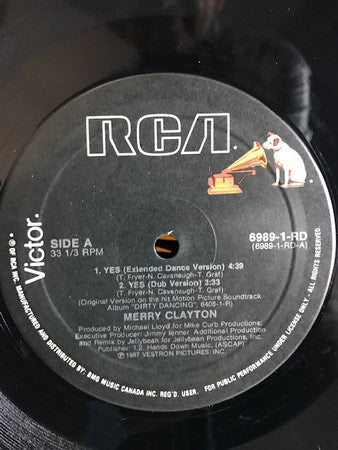 RCA
Victor.
SIDE A
33 1/3 RPM
6989-1-RD
(6989-1-RD-A)
1. YES (Extended Dance Version) 4:39
(T. Fryer-N. Cavanaugh-T. Graf)
2. YES (Dub Version) 3:33
(T. Fryer-N. Cavanaugh-T. Graf)
(Original Version on the hit Motion Picture Soundtrack
Album "DIRTY DANCING", 6408-1-R)
MERRY CLAYTON
Produced by Michael Lloyd for Mike Curb Productions;
Executive Producer: Jimmy Ienner. Additional Production
and Remix by Jellybean for Jellybean Productions, Inc.
Publisher: 1,2, Hands Down Music (ASCAP)
℗ 1987 VESTRON PICTURES, INC.
MANUFACTURED AND DISTRIBUTED BY: BMG MUSIC CANADA INC. REG'D. USER. FOR PUBLIC PERFORMANCE UNDER LICENSE ONLY. ALL RIGHTS RESERVED.